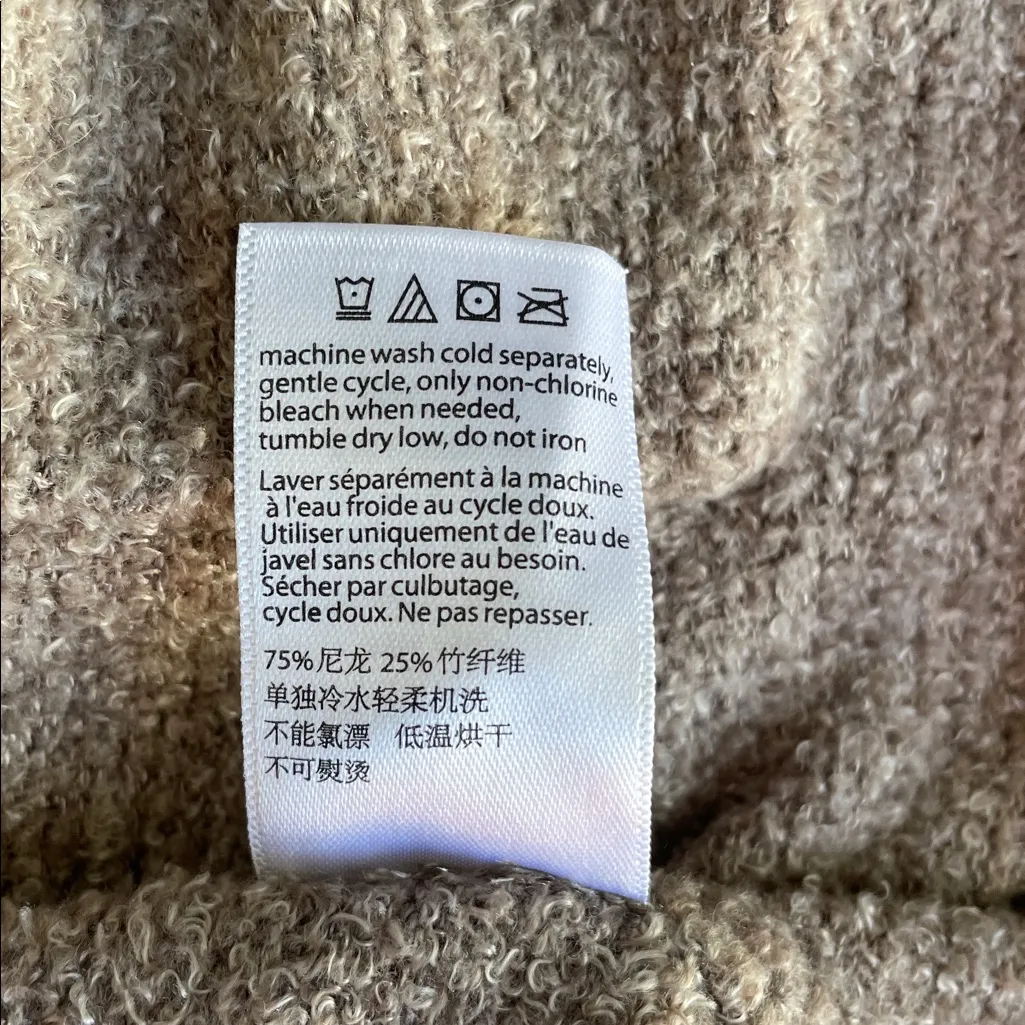 machine wash cold separately,
gentle cycle, only non-chlorine
bleach when needed,
tumble dry low, do not iron
Laver séparément à la machine
à l'eau froide au cycle doux.
Utiliser uniquement de l'eau de
javel sans chlore au besoin.
Sécher par culbutage,
cycle doux. Ne pas repasser.
75%尼龙 25%竹纤维
单独冷水轻柔机洗
不能氯漂 低温烘干
不可熨烫